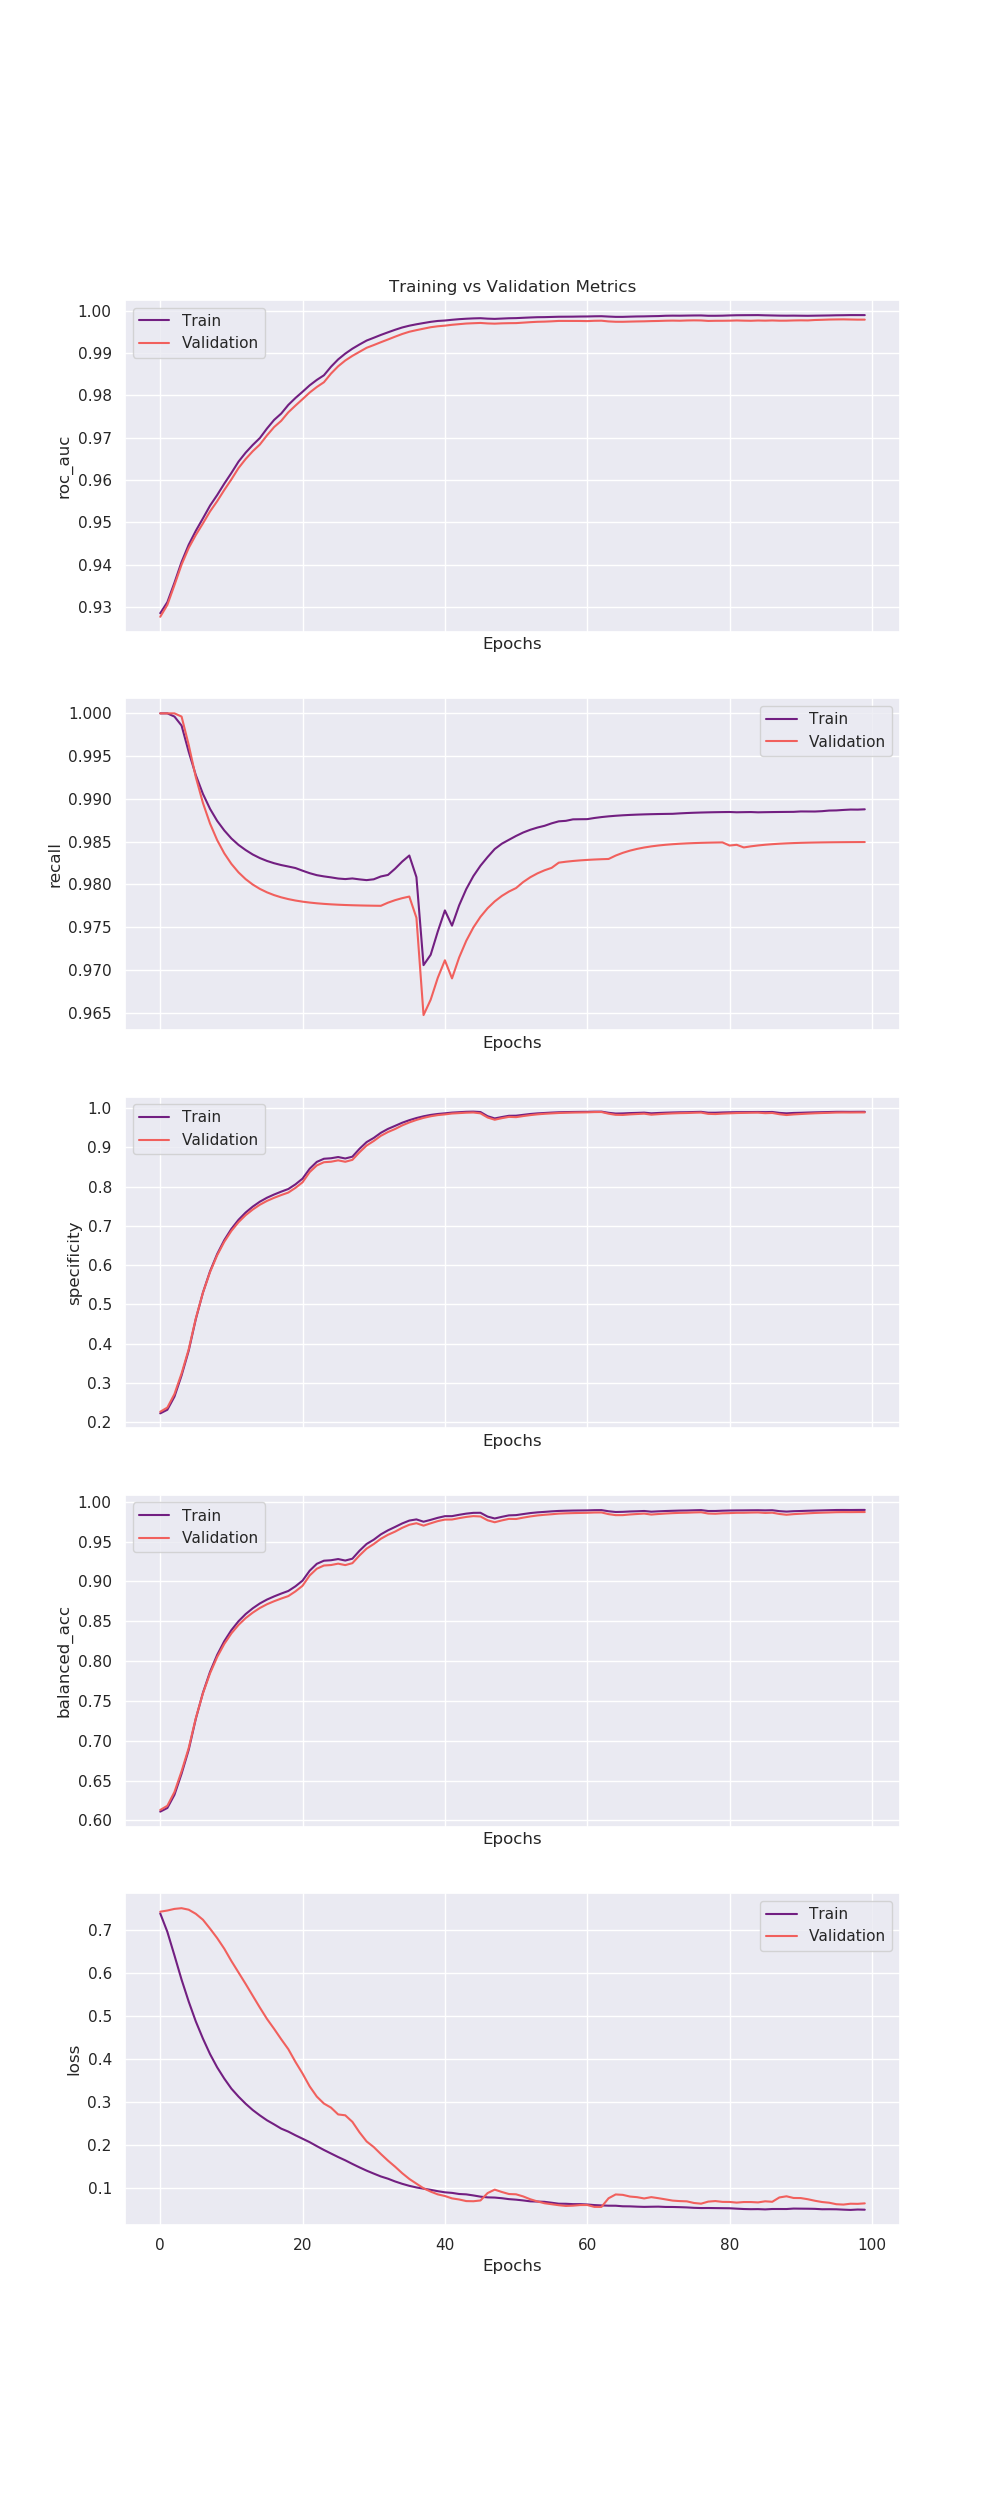 Training vs Validation Metrics
1.00
0.99
0.98
0.97
0.96
0.95
0.94
0.93
roc_auc
Train
Validation
Epochs
1.000
0.995
0.990
0.985
0.980
0.975
0.970
0.965
recall
Train
Validation
Epochs
1.0
0.9
0.8
0.7
0.6
0.5
0.4
0.3
0.2
specificity
Train
Validation
Epochs
1.00
0.95
0.90
0.85
0.80
0.75
0.70
0.65
0.60
balanced_acc
Train
Validation
Epochs
0.7
0.6
0.5
0.4
0.3
0.2
0.1
loss
Train
Validation
0 20 40 60 80 100
Epochs